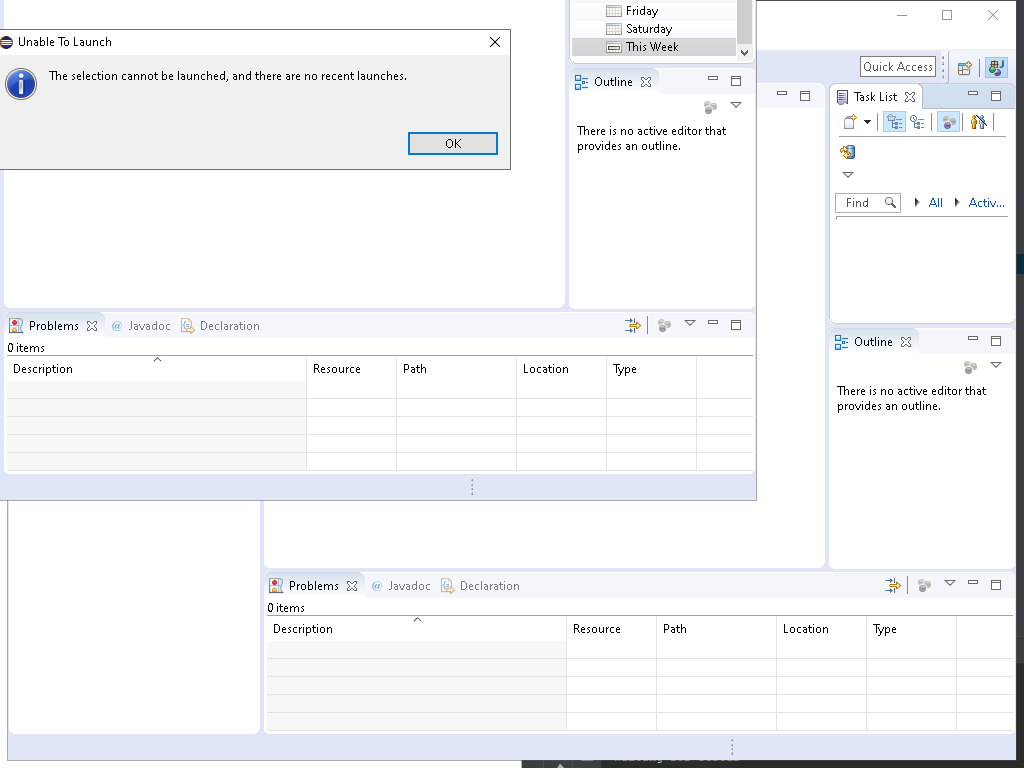 Friday
Saturday
This Week
Unable To Launch
The selection cannot be launched, and there are no recent launches.
OK
Outline
There is no active editor that
provides an outline.
Quick Access
Task List
Find
All
Activ...
Problems
Javadoc
Declaration
0 items
Description
Resource
Path
Location
Type
Outline
There is no active editor that
provides an outline.
Problems
Javadoc
Declaration
0 items
Description
Resource
Path
Location
Type